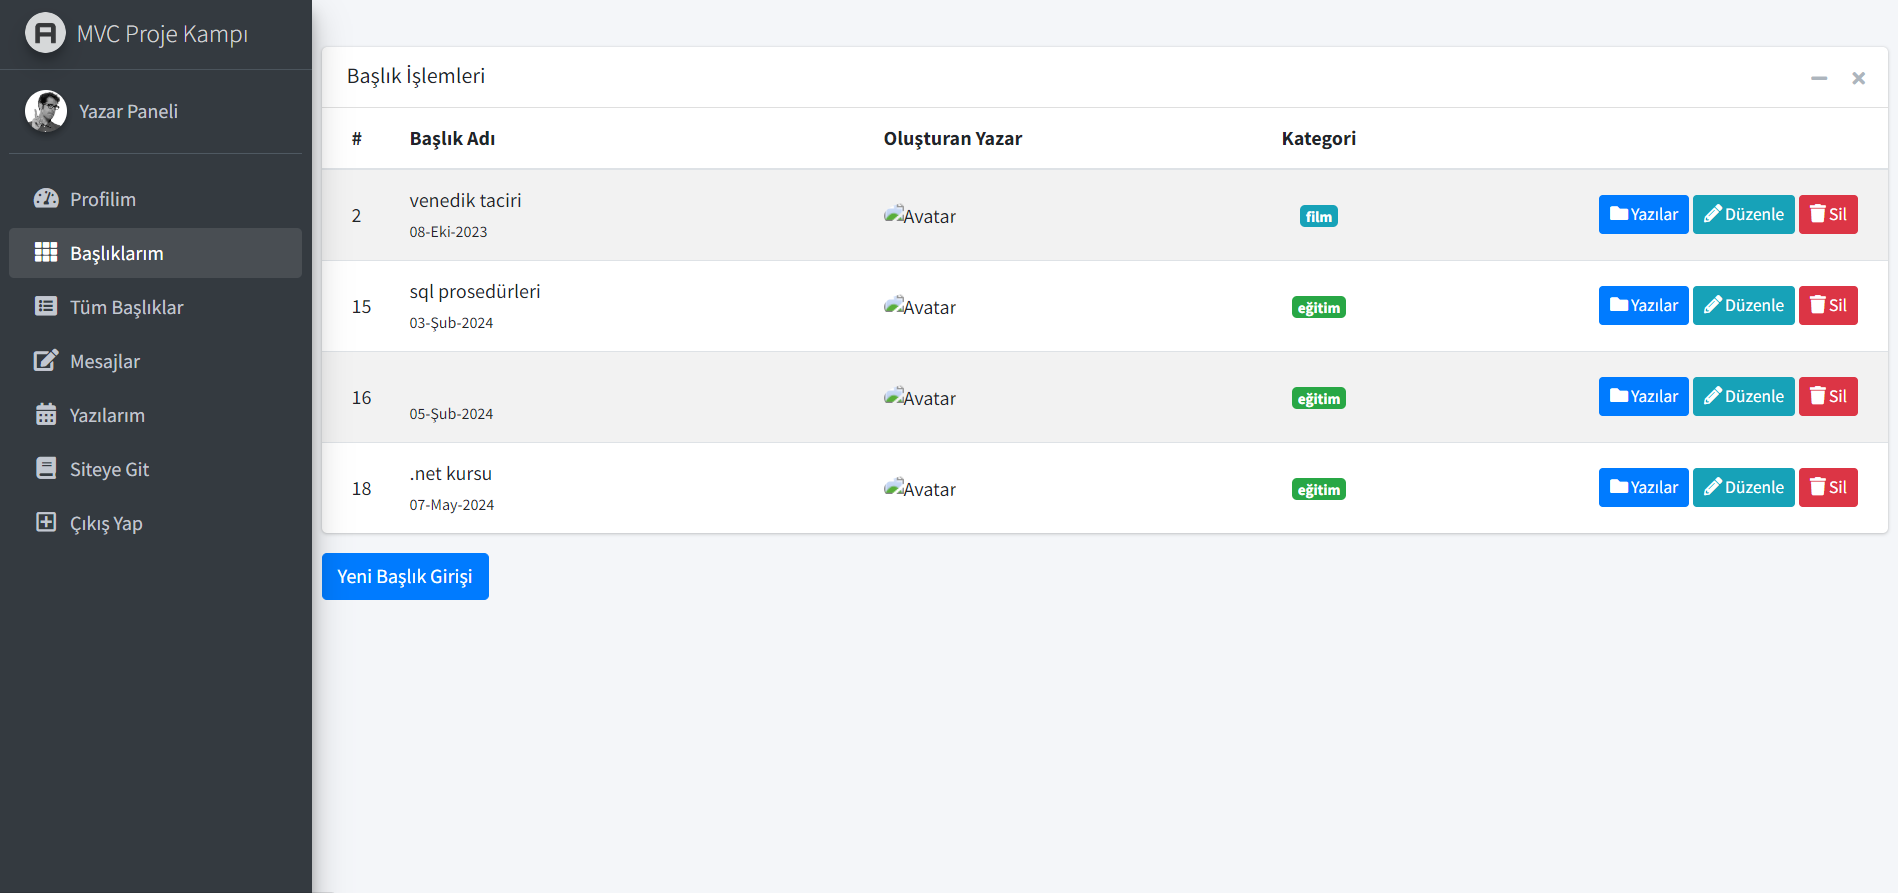 MVC Proje Kampı
Yazar Paneli
Profilim
Başlıklarım
Tüm Başlıklar
Mesajlar
Yazılarım
Siteye Git
Çıkış Yap
Başlık İşlemleri
# Başlık Adı Oluşturan Yazar Kategori
2 venedik taciri Avatar film Yazılar Düzenle Sil
08-Eki-2023
15 sql prosedürleri Avatar eğitim Yazılar Düzenle Sil
03-Şub-2024
16 Avatar eğitim Yazılar Düzenle Sil
05-Şub-2024
18 .net kursu Avatar eğitim Yazılar Düzenle Sil
07-May-2024
Yeni Başlık Girişi